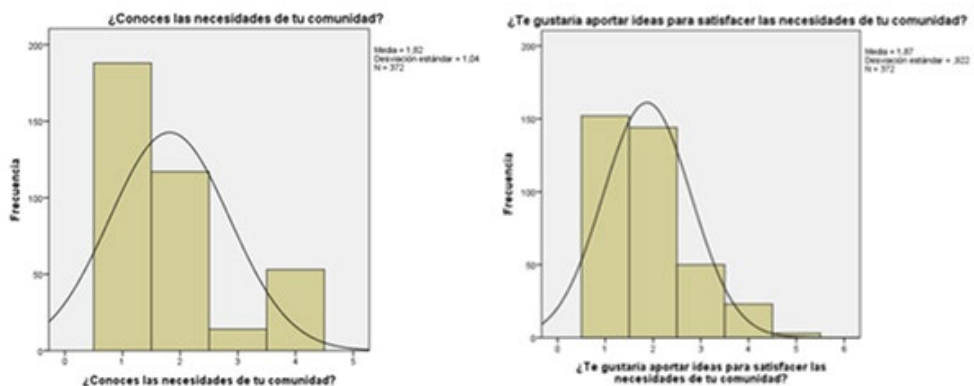 ¿Conoces las necesidades de tu comunidad?
Media = 1,82
Desviación estándar = 1,04
N = 372
200
150
100
50
0
Frecuencia
0 1 2 3 4 5
¿Conoces las necesidades de tu comunidad?
¿Te gustaría aportar ideas para satisfacer las necesidades de tu comunidad?
Media = 1,87
Desviación estándar = ,922
N = 372
200
150
100
50
0
Frecuencia
0 1 2 3 4 5 6
¿Te gustaría aportar ideas para satisfacer las
necesidades de tu comunidad?